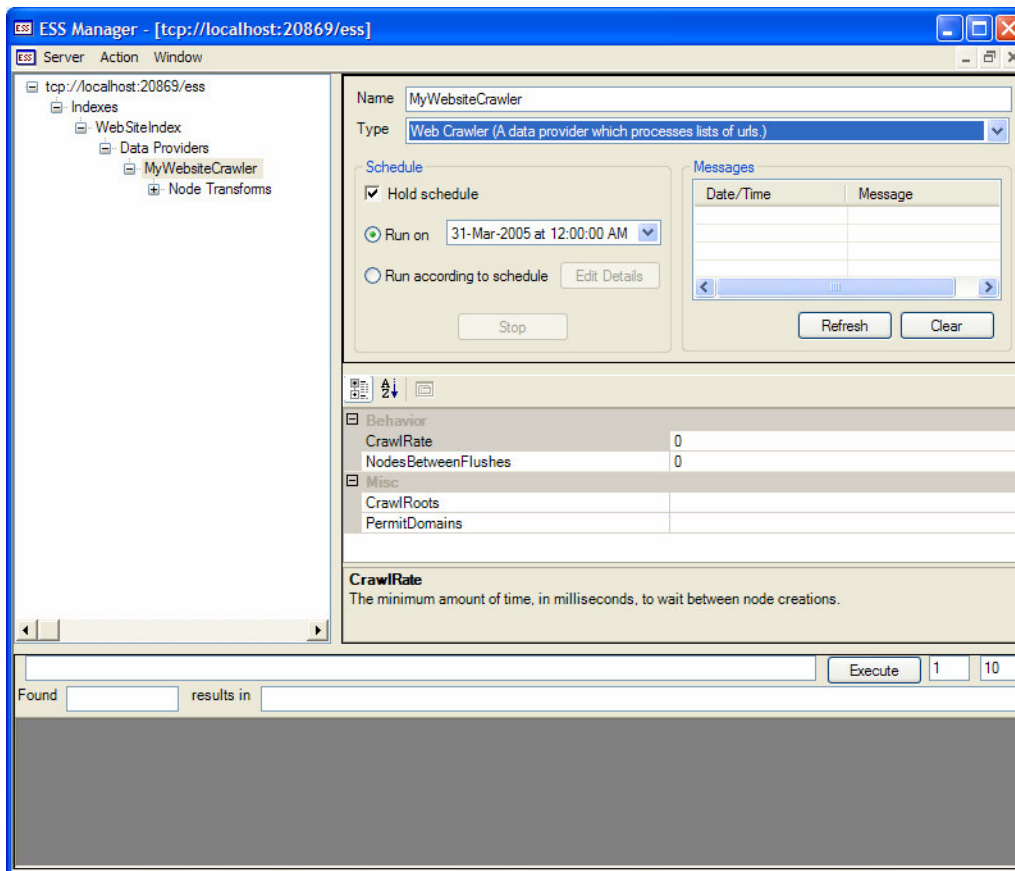 ESS ESS Manager - [tcp://localhost:20869/ess]
ESS Server Action Window
tcp://localhost:20869/ess
Indexes
WebSiteIndex
Data Providers
MyWebsiteCrawler
Node Transforms
Name MyWebsiteCrawler
Type Web Crawler (A data provider which processes lists of urls.)
Schedule
Hold schedule
Run on 31-Mar-2005 at 12:00:00 AM
Run according to schedule Edit Details
Stop
Messages
Date/Time Message
Refresh Clear
Behavior
CrawlRate 0
NodesBetweenFlushes 0
Misc
CrawlRoots
PermitDomains
CrawlRate
The minimum amount of time, in milliseconds, to wait between node creations.
Execute 1 10
Found results in